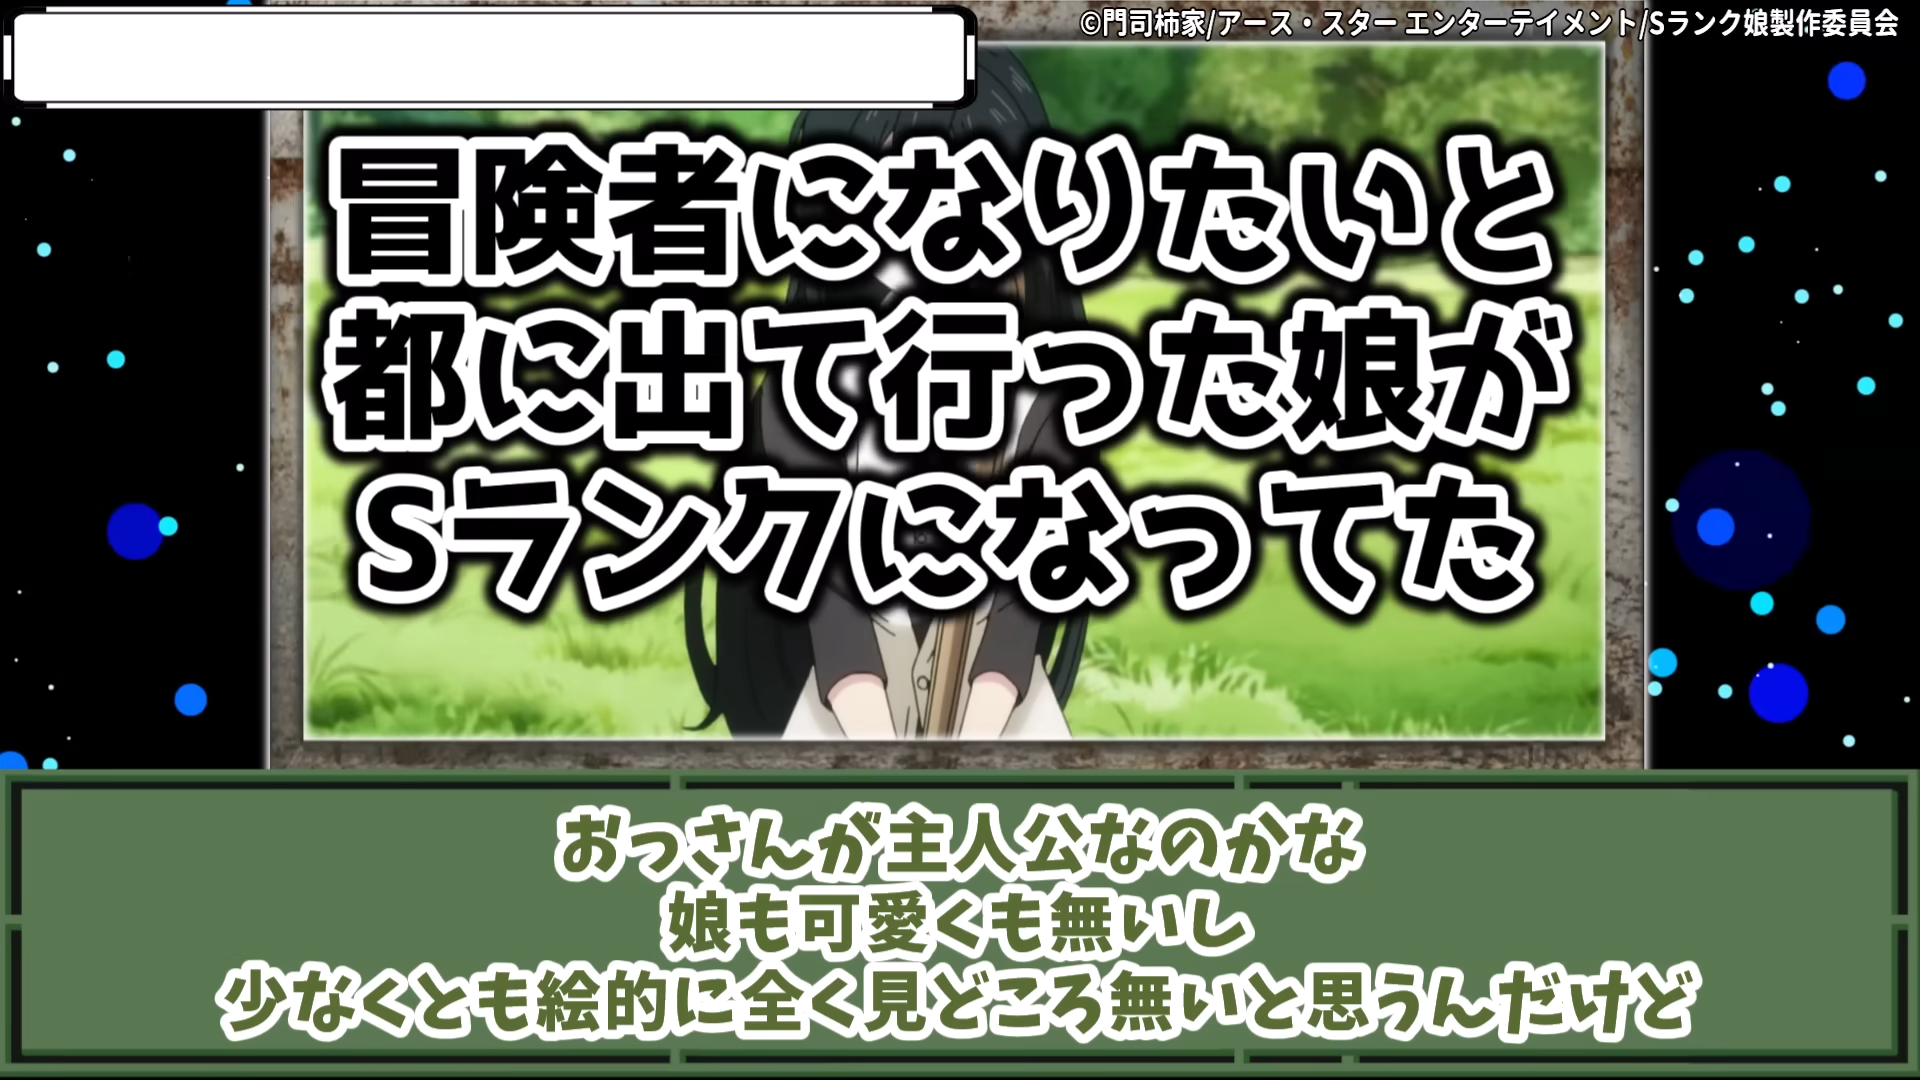 ©門司柿家/アース・スター エンターテイメント/Sランク娘製作委員会
冒険者になりたいと
都に出て行った娘が
Sランクになってた
おっさんが主人公なのかな
娘も可愛くも無いし
少なくとも絵的に全く見どころ無いと思うんだけど